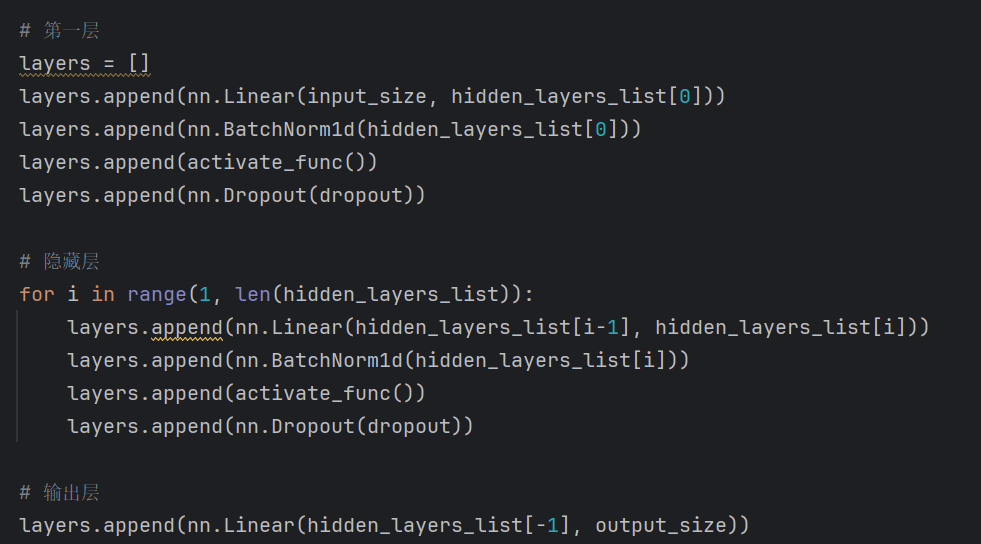 # 第一层
layers = []
layers.append(nn.Linear(input_size, hidden_layers_list[0]))
layers.append(nn.BatchNorm1d(hidden_layers_list[0]))
layers.append(activate_func())
layers.append(nn.Dropout(dropout))
# 隐藏层
for i in range(1, len(hidden_layers_list)):
    layers.append(nn.Linear(hidden_layers_list[i-1], hidden_layers_list[i]))
    layers.append(nn.BatchNorm1d(hidden_layers_list[i]))
    layers.append(activate_func())
    layers.append(nn.Dropout(dropout))
# 输出层
layers.append(nn.Linear(hidden_layers_list[-1], output_size))